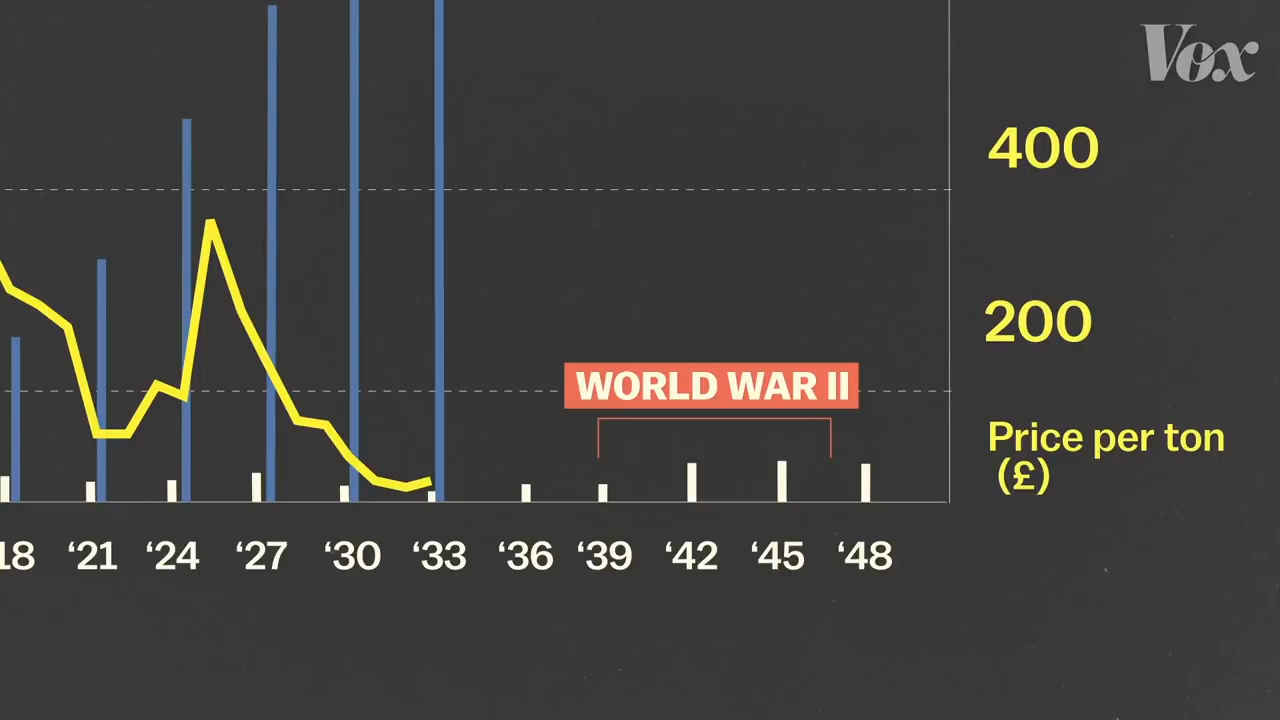 Vox
400
200
WORLD WAR II
Price per ton
(£)
18 ‘21 ‘24 ‘27 ‘30 ‘33 ‘36 ‘39 ‘42 ‘45 ‘48